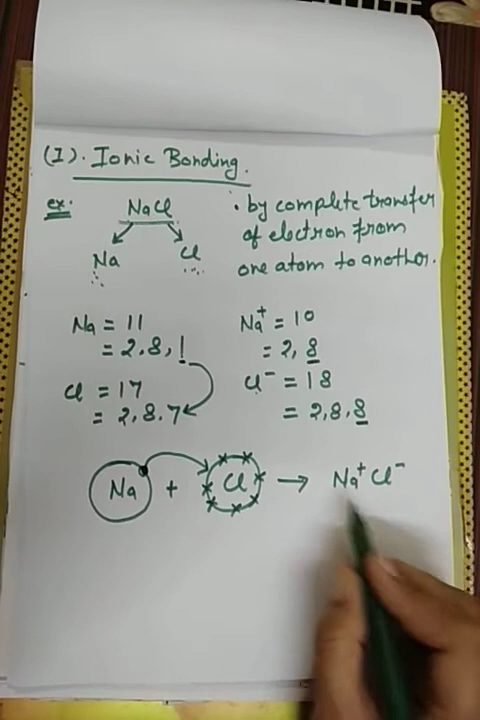 (I). Ionic Bonding.
ex:
NaCl
Na Cl
• by complete transfer
of electron from
one atom to another.
Na = 11
= 2,8,1
Cl = 17
= 2,8,7
Na⁺ = 10
= 2,8
Cl⁻ = 18
= 2,8,8
Na + Cl → Na⁺Cl⁻